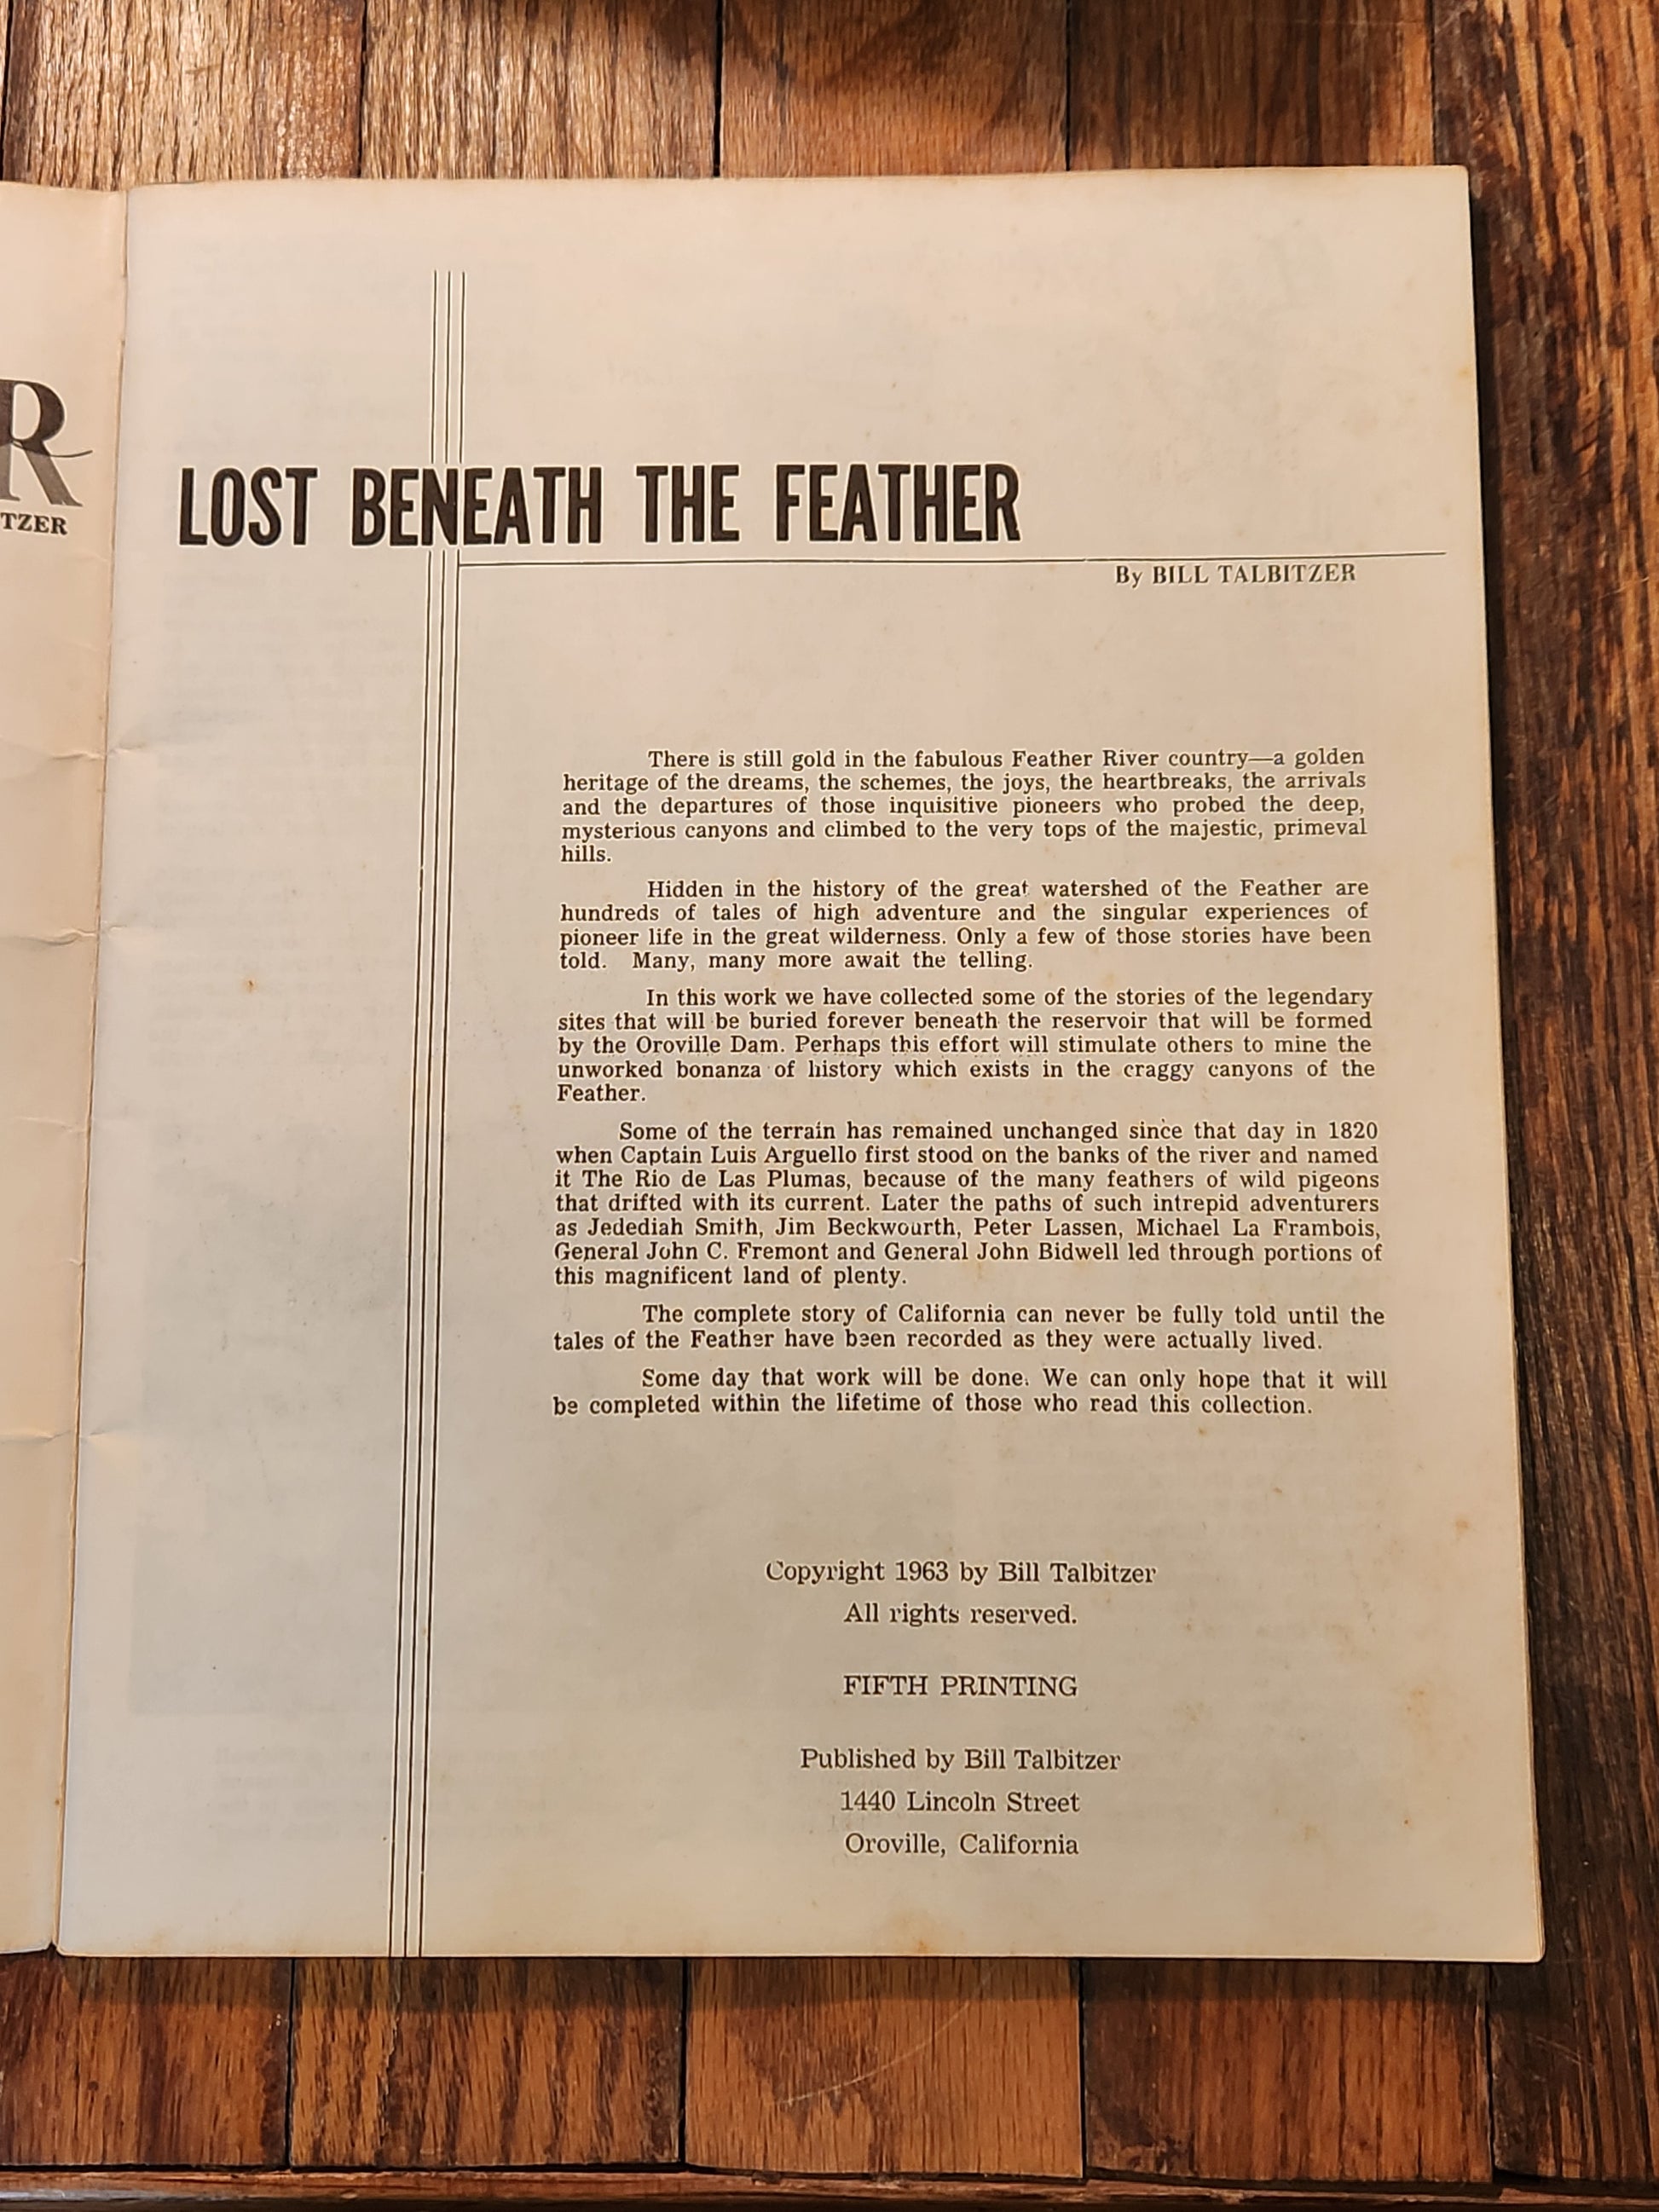 R
TZER
LOST BENEATH THE FEATHER
By BILL TALBITZER
There is still gold in the fabulous Feather River country—a golden
heritage of the dreams, the schemes, the joys, the heartbreaks, the arrivals
and the departures of those inquisitive pioneers who probed the deep,
mysterious canyons and climbed to the very tops of the majestic, primeval
hills.
Hidden in the history of the great watershed of the Feather are
hundreds of tales of high adventure and the singular experiences of
pioneer life in the great wilderness. Only a few of those stories have been
told. Many, many more await the telling.
In this work we have collected some of the stories of the legendary
sites that will be buried forever beneath the reservoir that will be formed
by the Oroville Dam. Perhaps this effort will stimulate others to mine the
unworked bonanza of history which exists in the craggy canyons of the
Feather.
Some of the terrain has remained unchanged since that day in 1820
when Captain Luis Arguello first stood on the banks of the river and named
it The Rio de Las Plumas, because of the many feathers of wild pigeons
that drifted with its current. Later the paths of such intrepid adventurers
as Jedediah Smith, Jim Beckwourth, Peter Lassen, Michael La Frambois,
General John C. Fremont and General John Bidwell led through portions of
this magnificent land of plenty.
The complete story of California can never be fully told until the
tales of the Feather have been recorded as they were actually lived.
Some day that work will be done. We can only hope that it will
be completed within the lifetime of those who read this collection.
Copyright 1963 by Bill Talbitzer
All rights reserved.
FIFTH PRINTING
Published by Bill Talbitzer
1440 Lincoln Street
Oroville, California